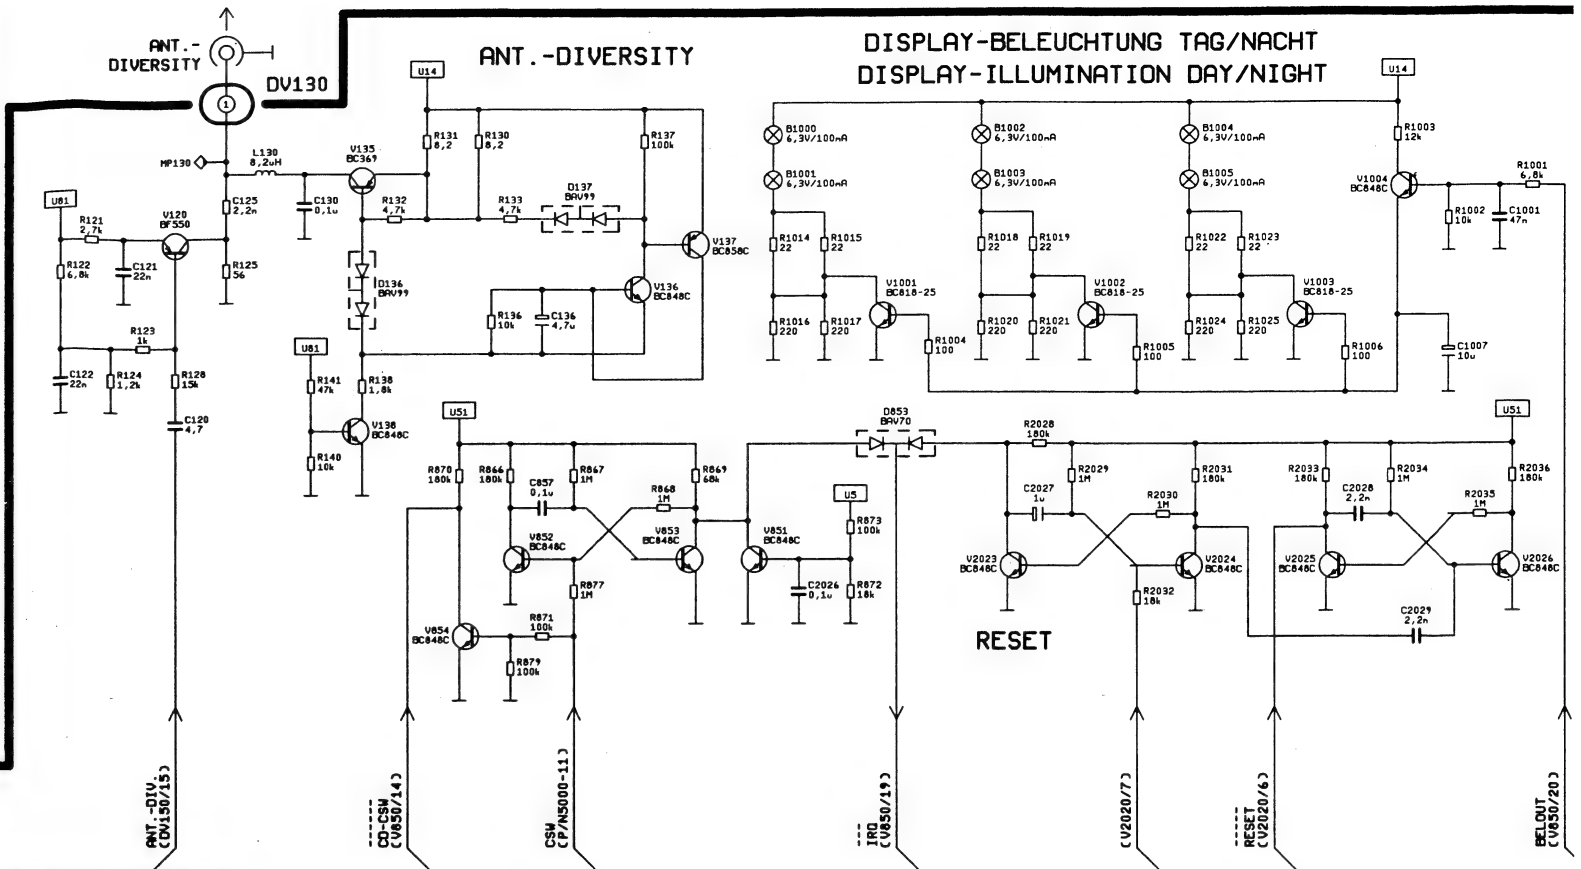 ANT.-
DIVERSITY
DV130
1
ANT.-DIVERSITY
DISPLAY-BELEUCHTUNG TAG/NACHT
DISPLAY-ILLUMINATION DAY/NIGHT
U14
U14
MP130
L130
8,2uH
V135
BC369
R131
8,2
R130
8,2
R137
100k
B1000
6,3V/100mA
B1002
6,3V/100mA
B1004
6,3V/100mA
R1003
12k
B1001
6,3V/100mA
B1003
6,3V/100mA
B1005
6,3V/100mA
V1004
BC848C
R1001
6,8k
U81
R121
2,7k
V120
BF550
C125
2,2n
C130
0,1u
R132
4,7k
R133
4,7k
D137
BAV99
V137
BC858C
R1002
10k
C1001
47n
R122
6,8k
C121
22n
R125
56
D136
BAV99
V136
BC848C
R1014
22
R1015
22
R1018
22
R1019
22
R1022
22
R1023
22
V1001
BC818-25
V1002
BC818-25
V1003
BC818-25
R136
10k
C136
4,7u
R1016
220
R1017
220
R1020
220
R1021
220
R1024
220
R1025
220
R1004
100
R1005
100
R1006
100
C1007
10u
R123
1k
C122
22n
R124
1,2k
R128
15k
C120
4,7
U81
R141
47k
R138
1,8k
V138
BC848C
R140
10k
U51
D853
BAV70
U51
R870
180k
R866
180k
C857
0,1u
R867
1M
R868
1M
R869
68k
U5
R873
100k
R2028
180k
C2027
1u
R2029
1M
R2030
1M
R2031
180k
R2033
180k
C2028
2,2n
R2034
1M
R2035
1M
R2036
180k
V852
BC848C
V853
BC848C
V851
BC848C
V2023
BC848C
V2024
BC848C
V2025
BC848C
V2026
BC848C
R877
1M
C2026
0,1u
R872
18k
R2032
18k
C2029
2,2n
V854
BC848C
R871
100k
R879
100k
RESET
ANT.-DIV.
(DV150/15)
CD-CSW
(V850/14)
CSW
(P/N5000-11)
IRQ
(V850/19)
(V2020/7)
RESET
(V2020/6)
BELOUT
(V850/20)